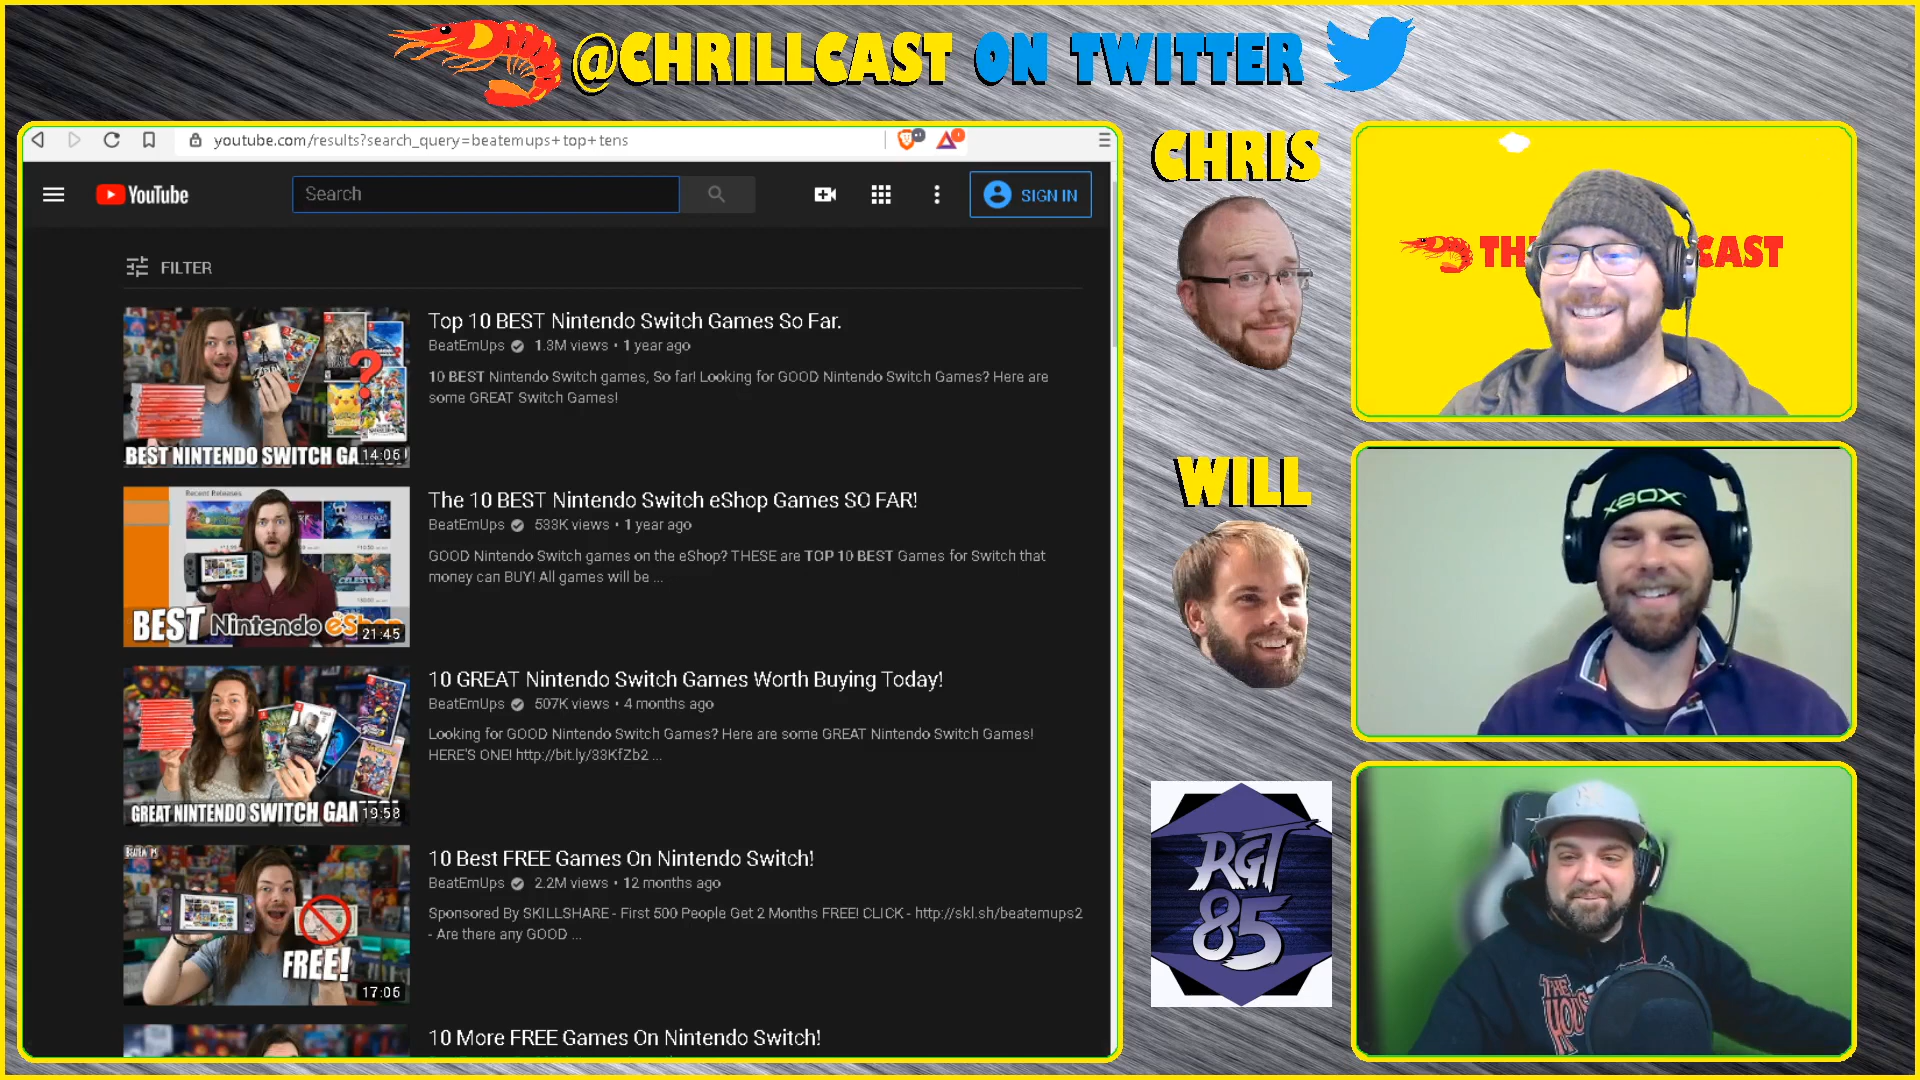 @CHRILLCAST ON TWITTER
youtube.com/results?search_query=beatemups+top+tens
YouTube
Search
SIGN IN
FILTER
Top 10 BEST Nintendo Switch Games So Far.
BeatEmUps 1.3M views • 1 year ago
10 BEST Nintendo Switch games, So far! Looking for GOOD Nintendo Switch Games? Here are
some GREAT Switch Games!
BEST NINTENDO SWITCH GA
14:06
The 10 BEST Nintendo Switch eShop Games SO FAR!
BeatEmUps 533K views • 1 year ago
GOOD Nintendo Switch games on the eShop? THESE are TOP 10 BEST Games for Switch that
money can BUY! All games will be ...
Recent Releases
CELESTE
BEST Nintendo eShop
21:45
10 GREAT Nintendo Switch Games Worth Buying Today!
BeatEmUps 507K views • 4 months ago
Looking for GOOD Nintendo Switch Games? Here are some GREAT Nintendo Switch Games!
HERE'S ONE! http://bit.ly/33KfZb2 ...
GREAT NINTENDO SWITCH GAM
19:58
10 Best FREE Games On Nintendo Switch!
BeatEmUps 2.2M views • 12 months ago
Sponsored By SKILLSHARE - First 500 People Get 2 Months FREE! CLICK - http://skl.sh/beatemups2
- Are there any GOOD ...
FREE!
17:06
10 More FREE Games On Nintendo Switch!
CHRIS
TH
CAST
WILL
XBOX
RGT
85
THE